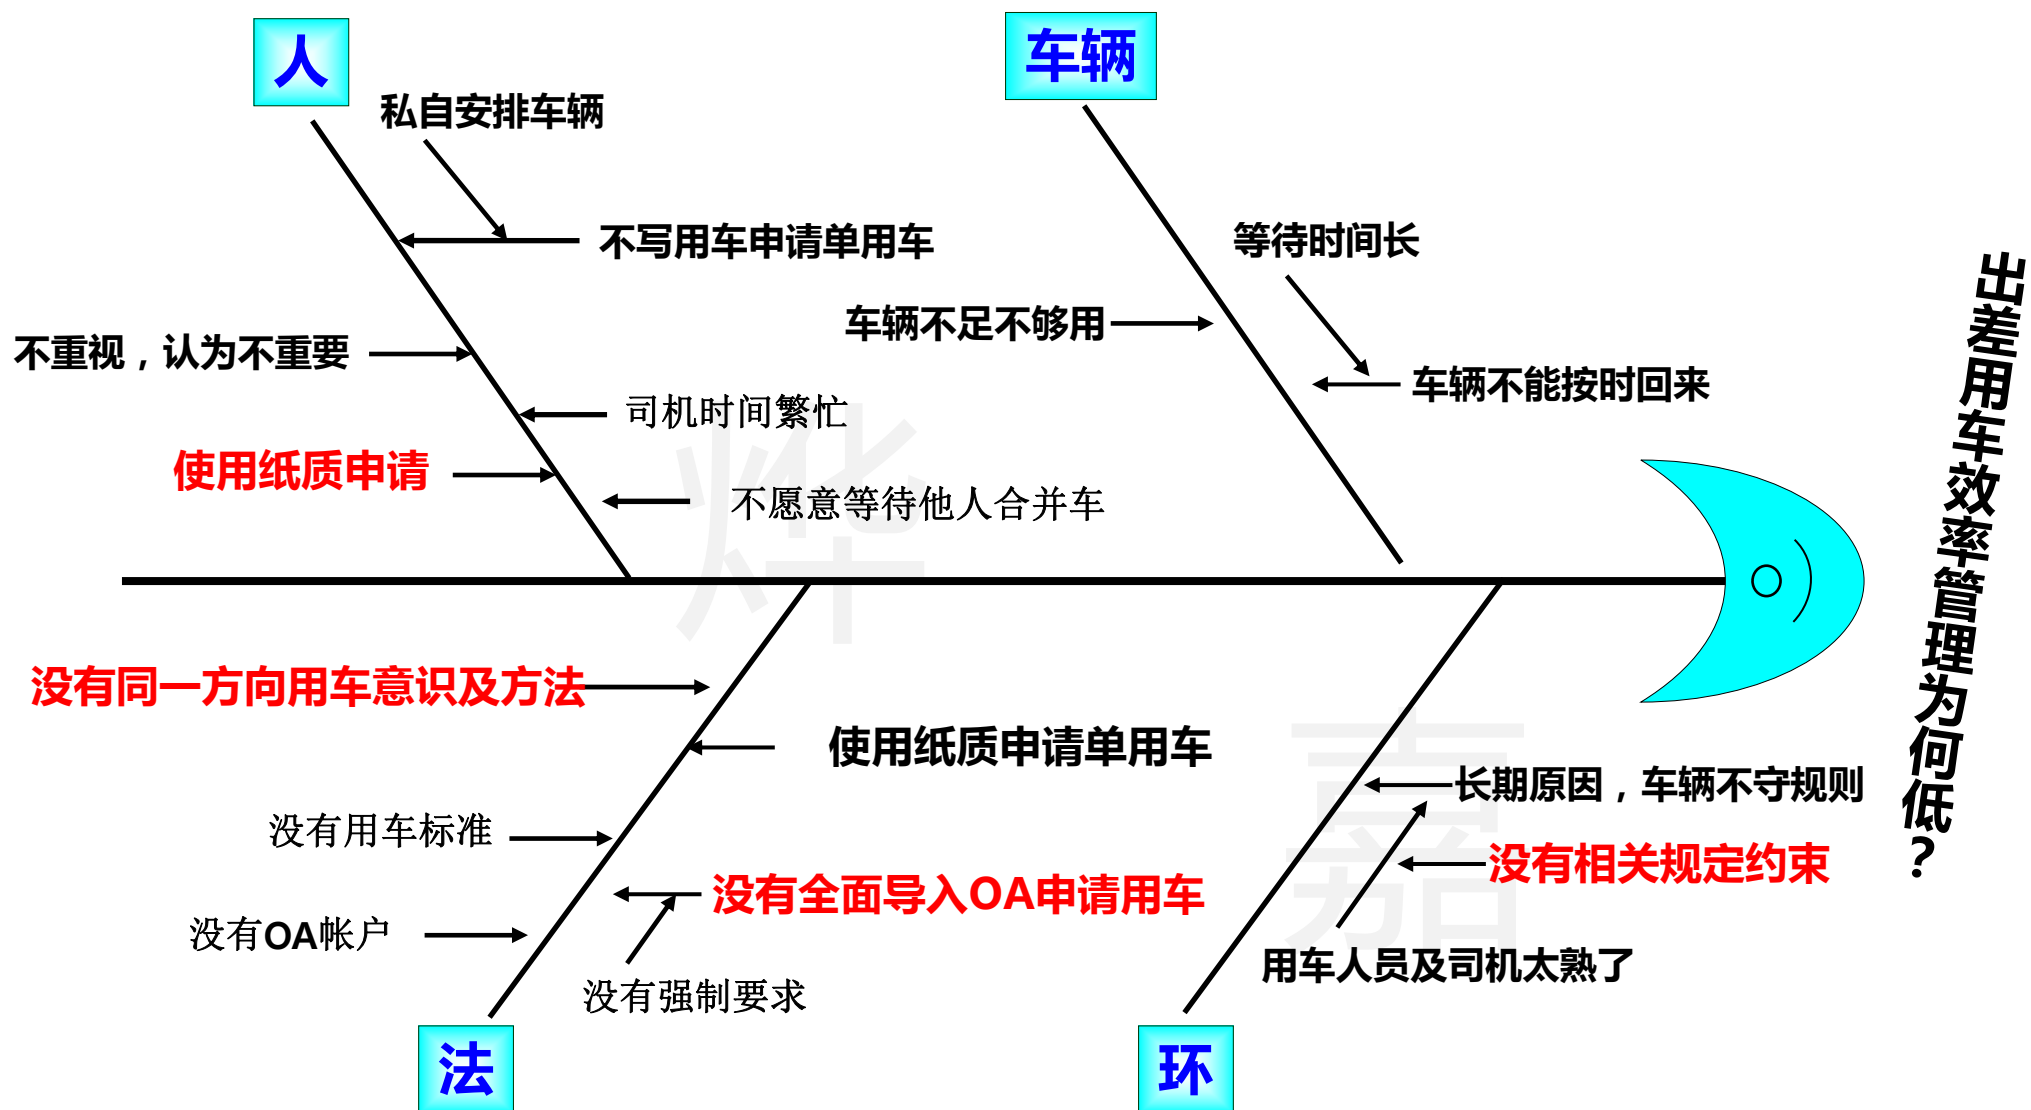 人
车辆
私自安排车辆
不写用车申请单用车
等待时间长
车辆不足不够用
不重视，认为不重要
车辆不能按时回来
司机时间繁忙
使用纸质申请
不愿意等待他人合并车
出差用车效率管理为何低？
没有同一方向用车意识及方法
使用纸质申请单用车
长期原因，车辆不守规则
没有用车标准
没有相关规定约束
没有全面导入OA申请用车
没有OA帐户
用车人员及司机太熟了
没有强制要求
法
环
烨
嘉